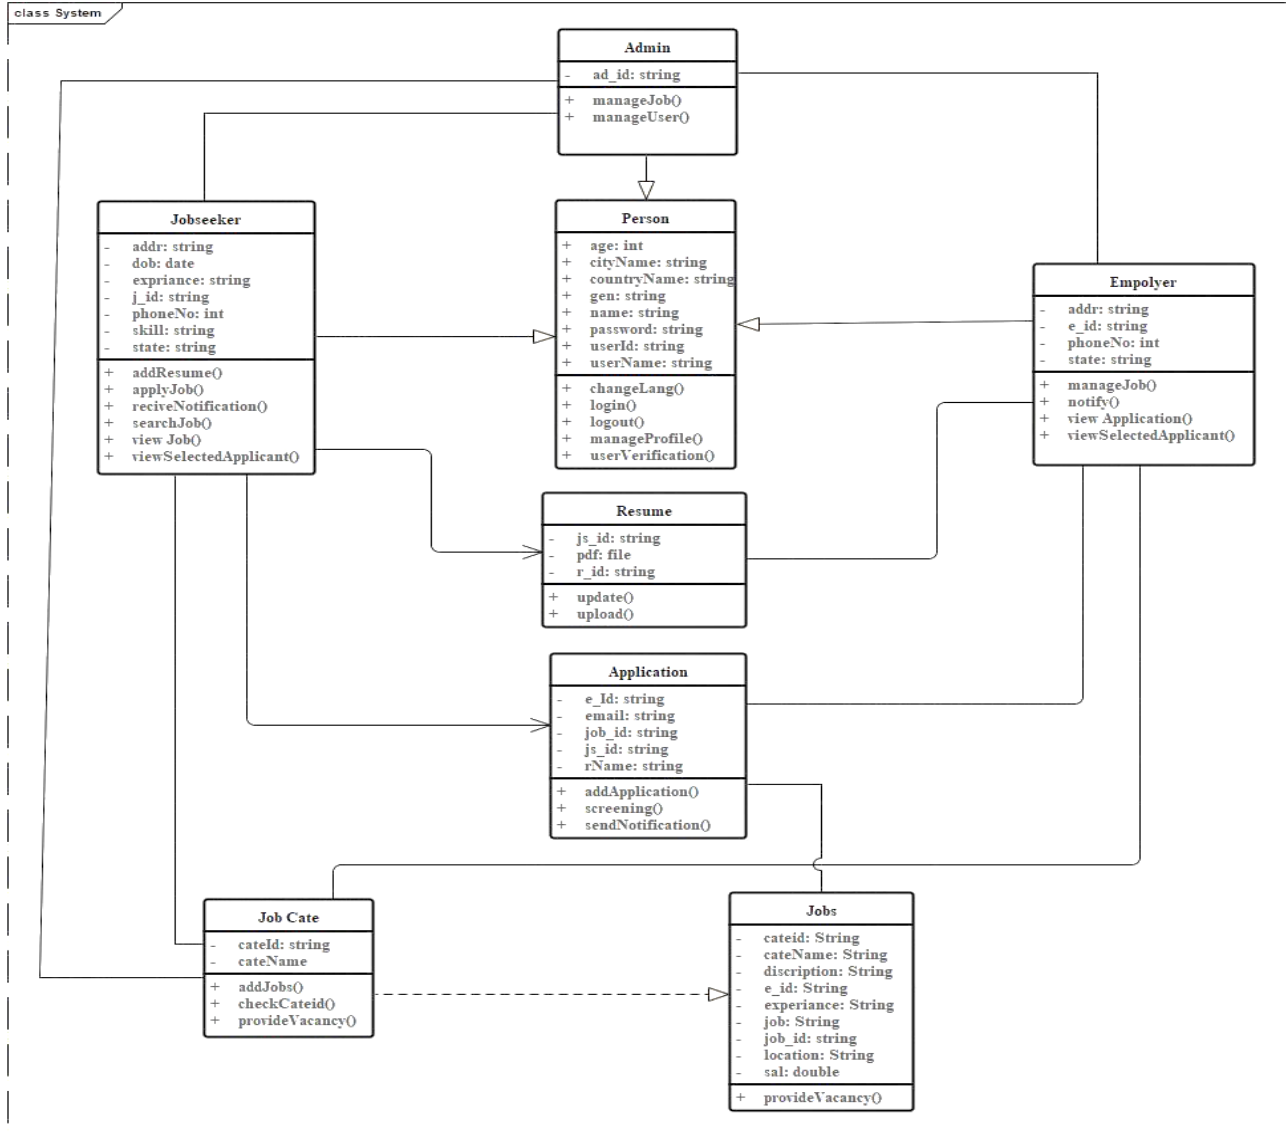 class System
Admin
- ad_id: string
+ manageJob()
+ manageUser()
Jobseeker
- addr: string
- dob: date
- expriance: string
- j_id: string
- phoneNo: int
- skill: string
- state: string
+ addResume()
+ applyJob()
+ reciveNotification()
+ searchJob()
+ view Job()
+ viewSelectedApplicant()
Person
+ age: int
+ cityName: string
+ countryName: string
+ gen: string
+ name: string
+ password: string
+ userId: string
+ userName: string
+ changeLang()
+ login()
+ logout()
+ manageProfile()
+ userVerification()
Empolyer
- addr: string
- e_id: string
- phoneNo: int
- state: string
+ manageJob()
+ notify()
+ view Application()
+ viewSelectedApplicant()
Resume
- js_id: string
- pdf: file
- r_id: string
+ update()
+ upload()
Application
- e_Id: string
- email: string
- job_id: string
- js_id: string
- rName: string
+ addApplication()
+ screening()
+ sendNotification()
Job Cate
- cateId: string
- cateName
+ addJobs()
+ checkCateid()
+ provideVacancy()
Jobs
- cateid: String
- cateName: String
- discription: String
- e_id: String
- experiance: String
- job: String
- job_id: string
- location: String
- sal: double
+ provideVacancy()